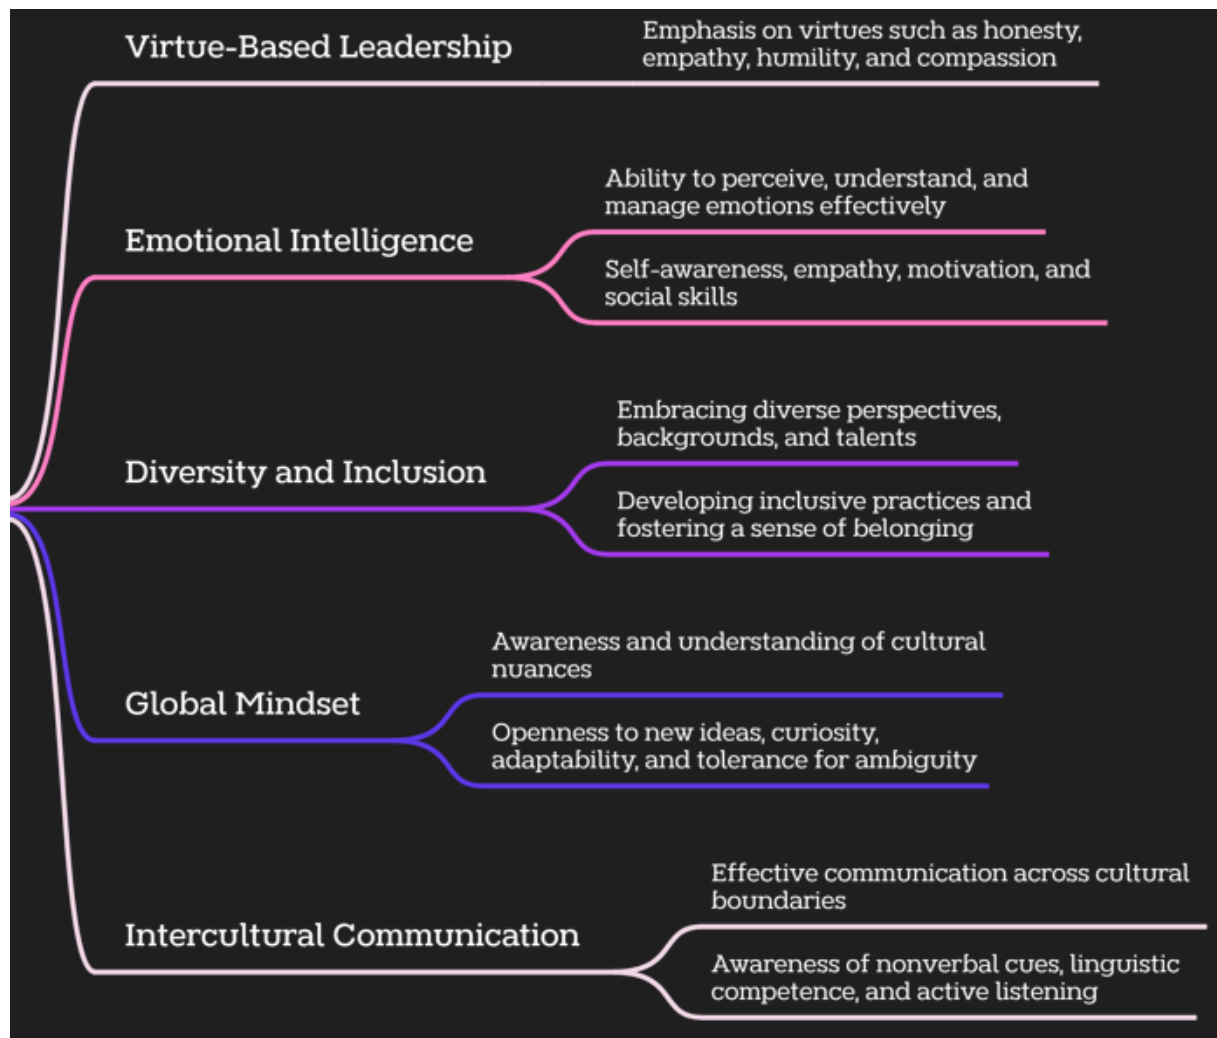 Virtue-Based Leadership
Emphasis on virtues such as honesty,
empathy, humility, and compassion
Emotional Intelligence
Ability to perceive, understand, and
manage emotions effectively
Self-awareness, empathy, motivation, and
social skills
Diversity and Inclusion
Embracing diverse perspectives,
backgrounds, and talents
Developing inclusive practices and
fostering a sense of belonging
Global Mindset
Awareness and understanding of cultural
nuances
Openness to new ideas, curiosity,
adaptability, and tolerance for ambiguity
Intercultural Communication
Effective communication across cultural
boundaries
Awareness of nonverbal cues, linguistic
competence, and active listening